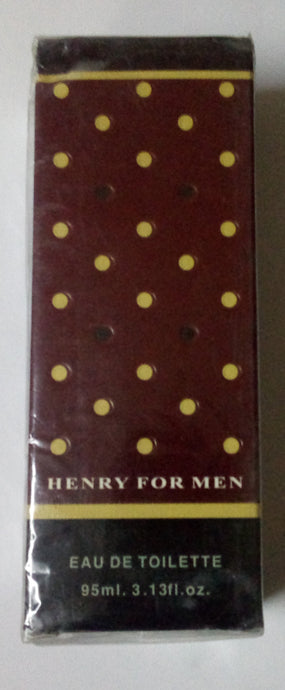 HENRY FOR MEN
EAU DE TOILETTE
95ml. 3.13fl.oz.